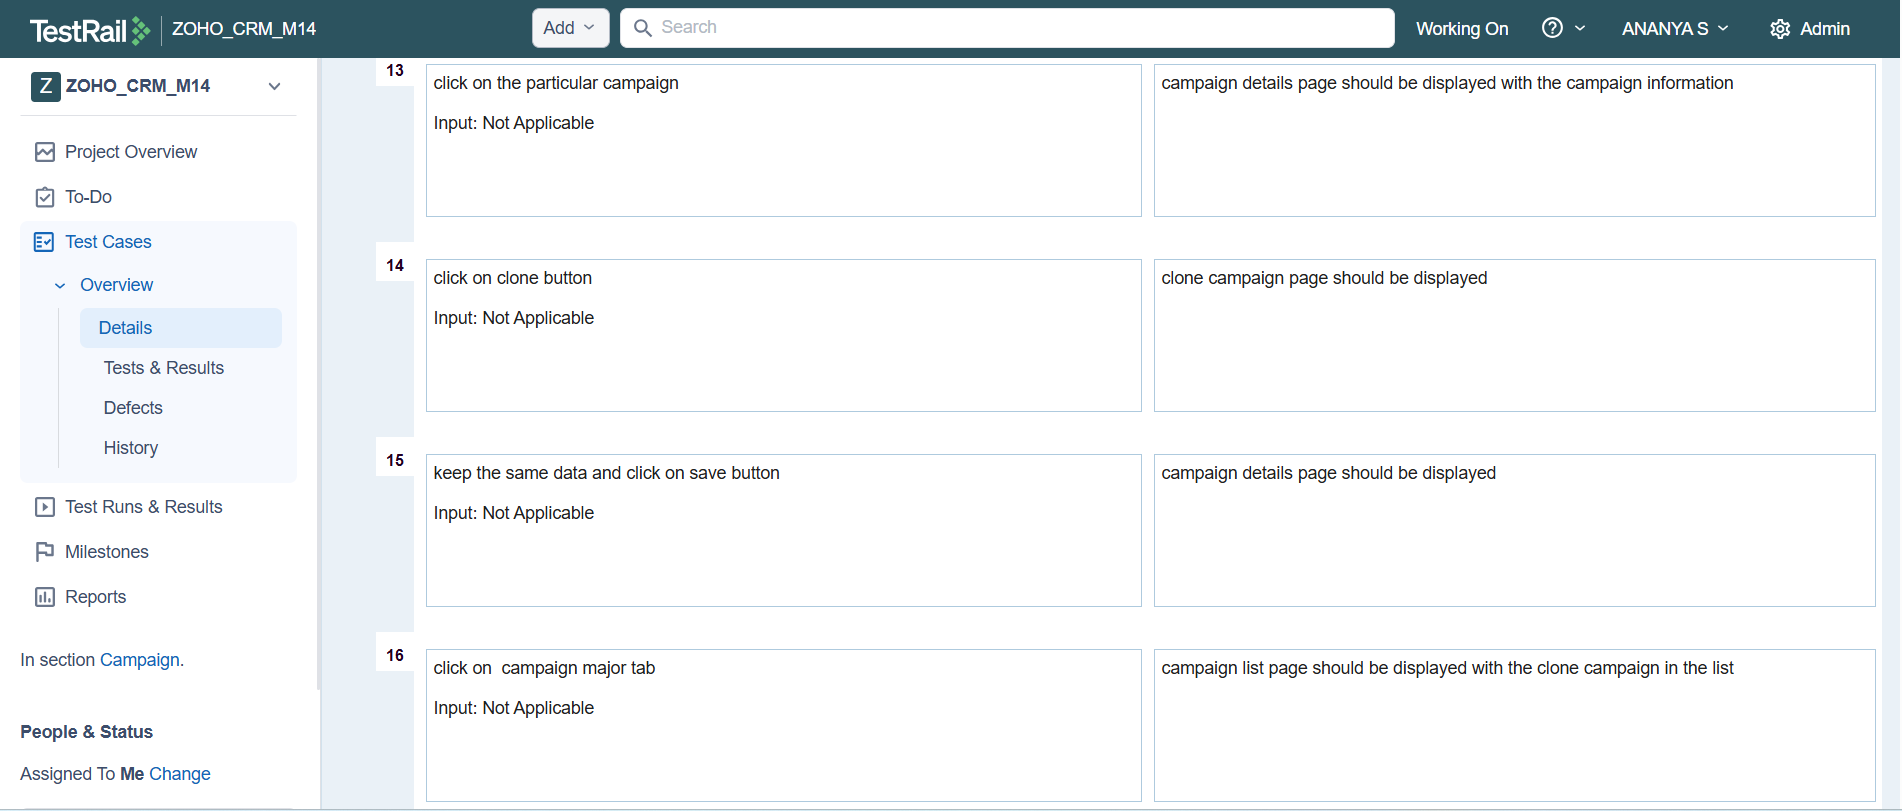 TestRail ZOHO_CRM_M14 Add Search Working On ANANYA S Admin
Z ZOHO_CRM_M14
Project Overview
To-Do
Test Cases
Overview
Details
Tests & Results
Defects
History
Test Runs & Results
Milestones
Reports
In section Campaign.
People & Status
Assigned To Me Change
13
click on the particular campaign
Input: Not Applicable
campaign details page should be displayed with the campaign information
14
click on clone button
Input: Not Applicable
clone campaign page should be displayed
15
keep the same data and click on save button
Input: Not Applicable
campaign details page should be displayed
16
click on  campaign major tab
Input: Not Applicable
campaign list page should be displayed with the clone campaign in the list